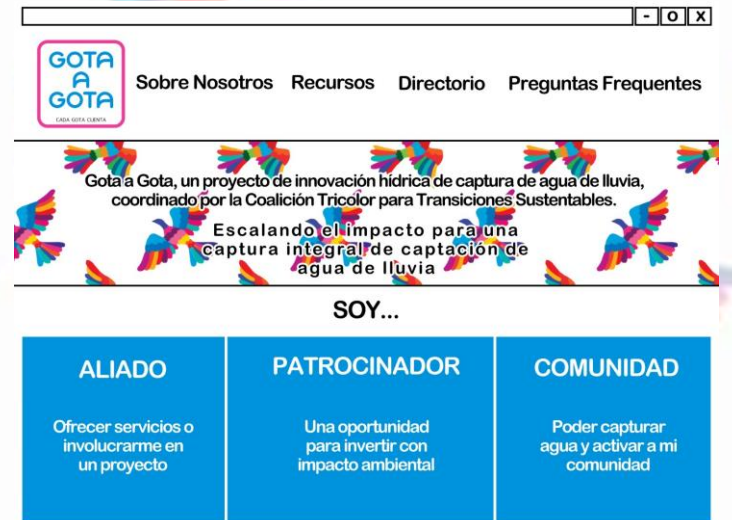 - O X
GOTA
A
GOTA
CADA GOTA CUENTA
Sobre Nosotros Recursos Directorio Preguntas Frequentes
Gota a Gota, un proyecto de innovación hídrica de captura de agua de lluvia,
coordinado por la Coalición Tricolor para Transiciones Sustentables.
Escalando el impacto para una
captura integral de captación de
agua de lluvia
SOY...
ALIADO
Ofrecer servicios o
involucrarme en
un proyecto
PATROCINADOR
Una oportunidad
para invertir con
impacto ambiental
COMUNIDAD
Poder capturar
agua y activar a mi
comunidad